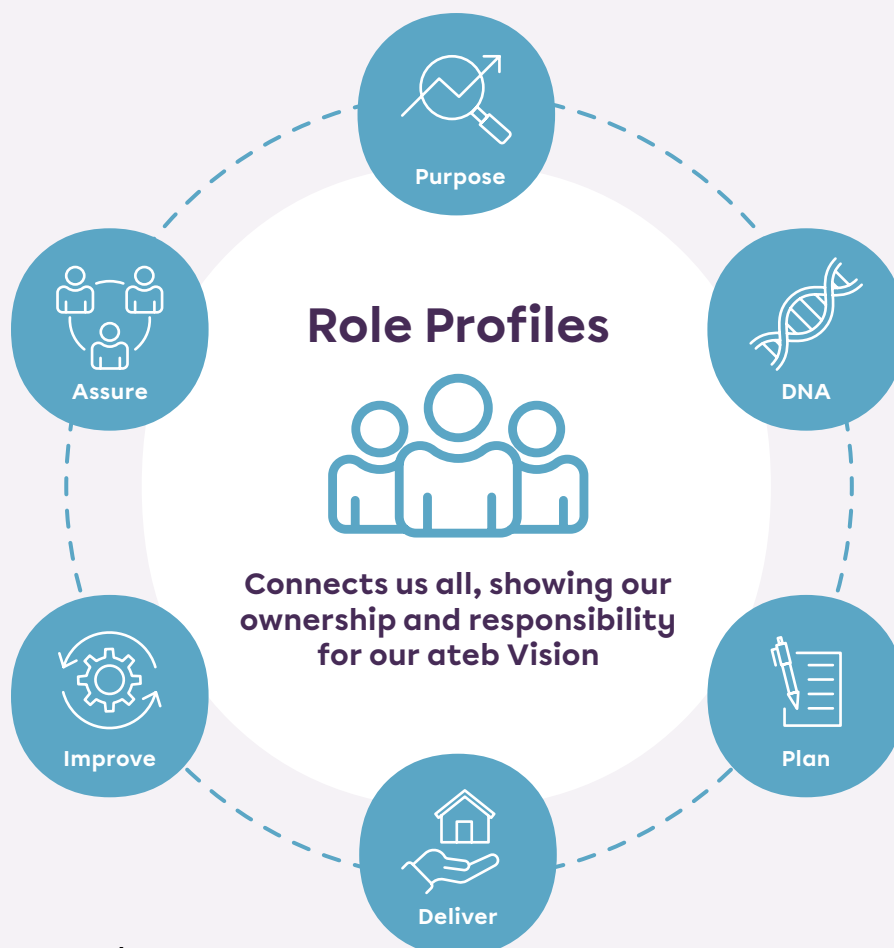 Purpose
Role Profiles
Assure
DNA
Connects us all, showing our
ownership and responsibility
for our ateb Vision
Improve
Plan
Deliver